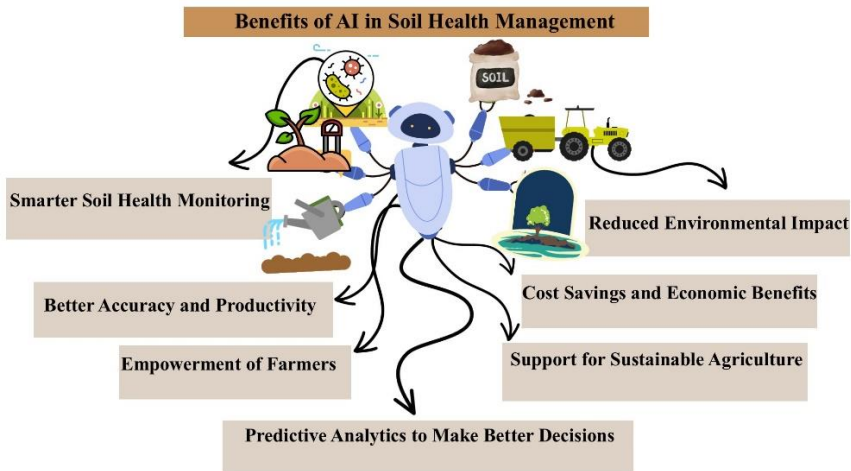 Benefits of AI in Soil Health Management
SOIL
Smarter Soil Health Monitoring
Reduced Environmental Impact
Better Accuracy and Productivity
Cost Savings and Economic Benefits
Empowerment of Farmers
Support for Sustainable Agriculture
Predictive Analytics to Make Better Decisions